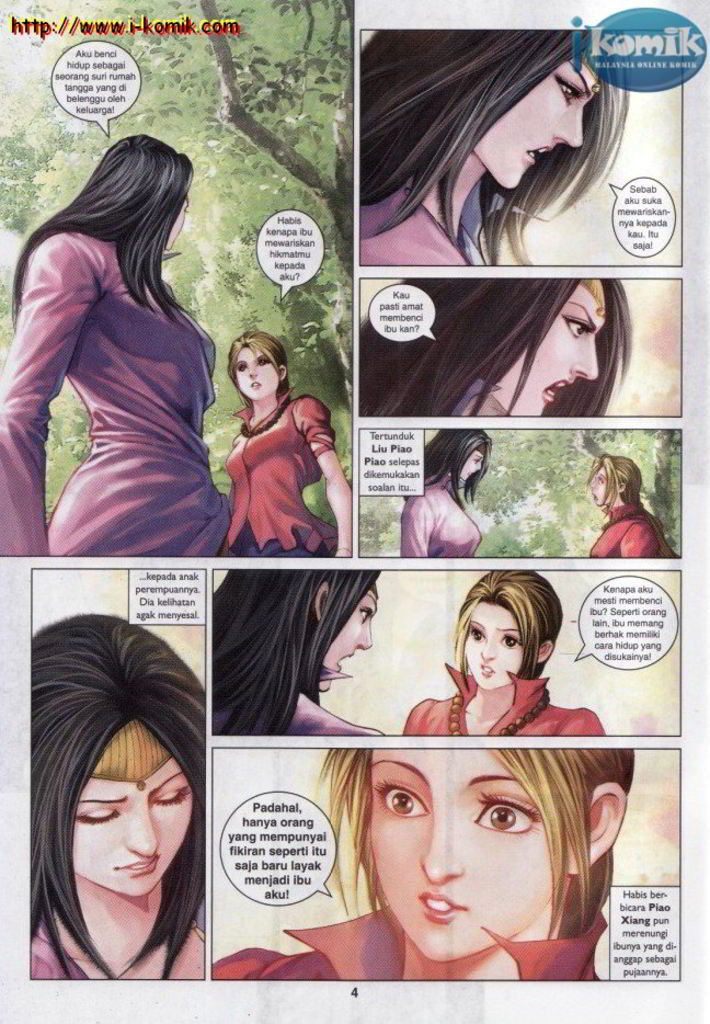 http://www.i-komik.com
i komik
MALAYSIA ONLINE KOMIK
Aku benci
hidup sebagai
seorang suri rumah
tangga yang di
belenggu oleh
keluarga!
Habis
kenapa ibu
mewariskan
hikmatmu
kepada
aku?
Sebab
aku suka
mewariskan-
nya kepada
kau. Itu
saja!
Kau
pasti amat
membenci
ibu kan?
Tertunduk
Liu Piao
Piao selepas
dikemukakan
soalan itu...
...kepada anak
perempuannya.
Dia kelihatan
agak menyesal.
Kenapa aku
mesti membenci
ibu? Seperti orang
lain, ibu memang
berhak memiliki
cara hidup yang
disukainya!
Padahal,
hanya orang
yang mempunyai
fikiran seperti itu
saja baru layak
menjadi ibu
aku!
Habis ber-
bicara Piao
Xiang pun
merenungi
ibunya yang di-
anggap sebagai
pujaannya.
4